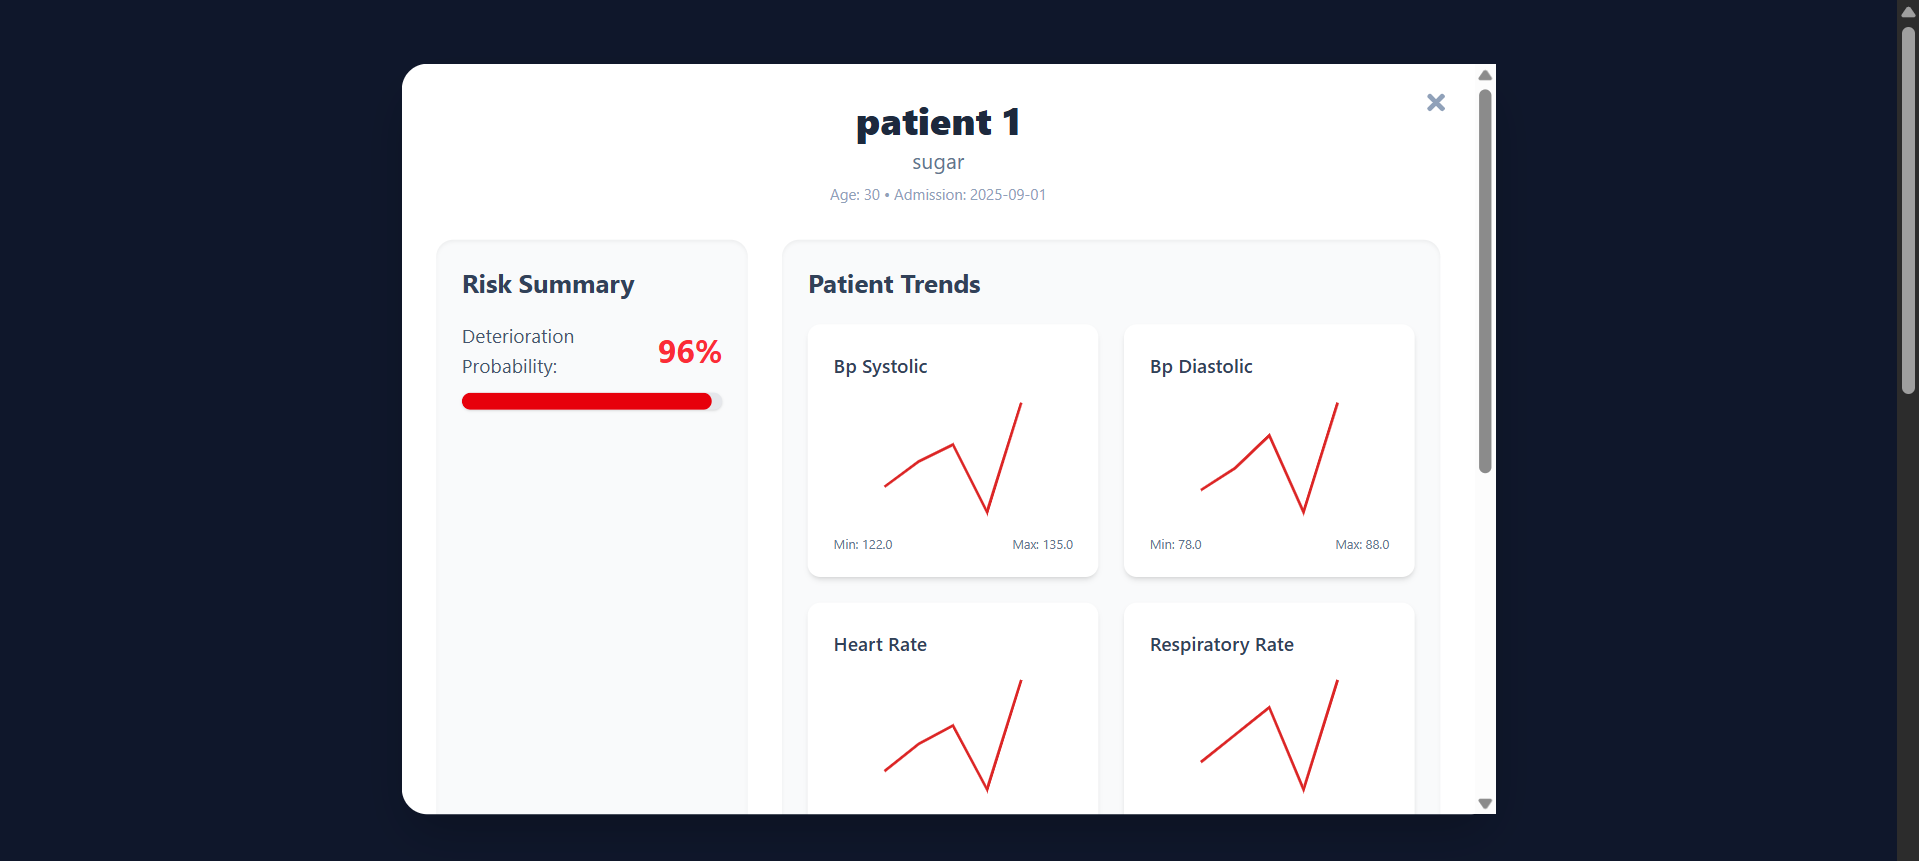 patient 1
sugar
Age: 30 • Admission: 2025-09-01
Risk Summary
Deterioration
Probability:
96%
Patient Trends
Bp Systolic
Min: 122.0
Max: 135.0
Bp Diastolic
Min: 78.0
Max: 88.0
Heart Rate
Respiratory Rate